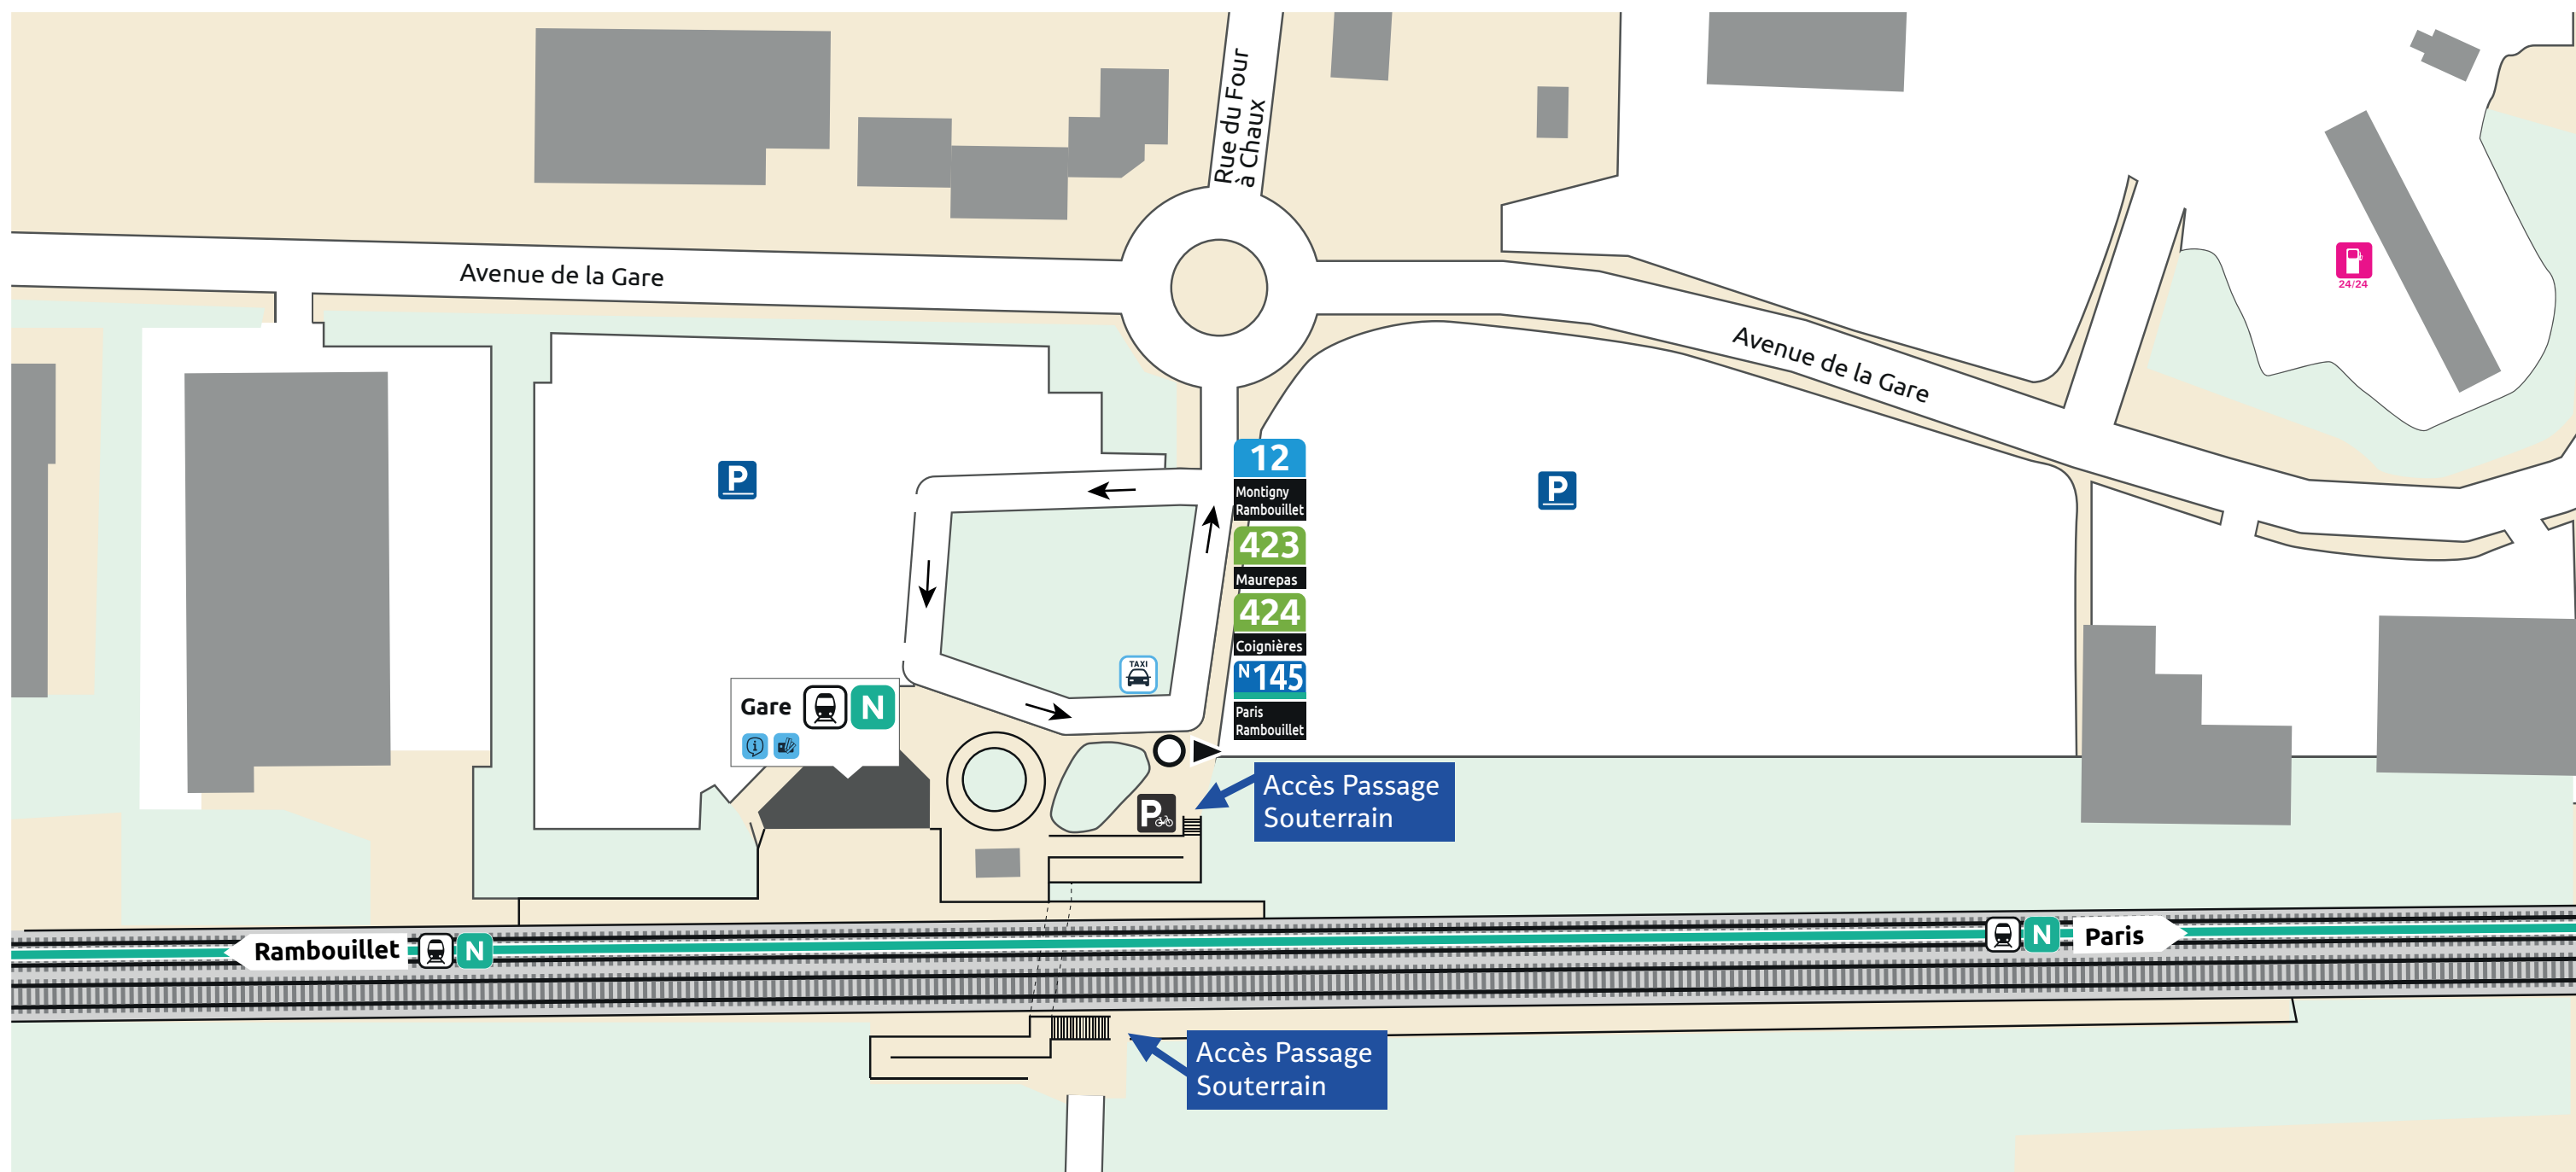 Rue du Four
à Chaux
Avenue de la Gare
24/24
Avenue de la Gare
12
Montigny
Rambouillet
P
P
423
Maurepas
424
Coignières
TAXI
N145
Paris
Rambouillet
Gare N
i
Accès Passage
Souterrain
P
Rambouillet N
N Paris
Accès Passage
Souterrain